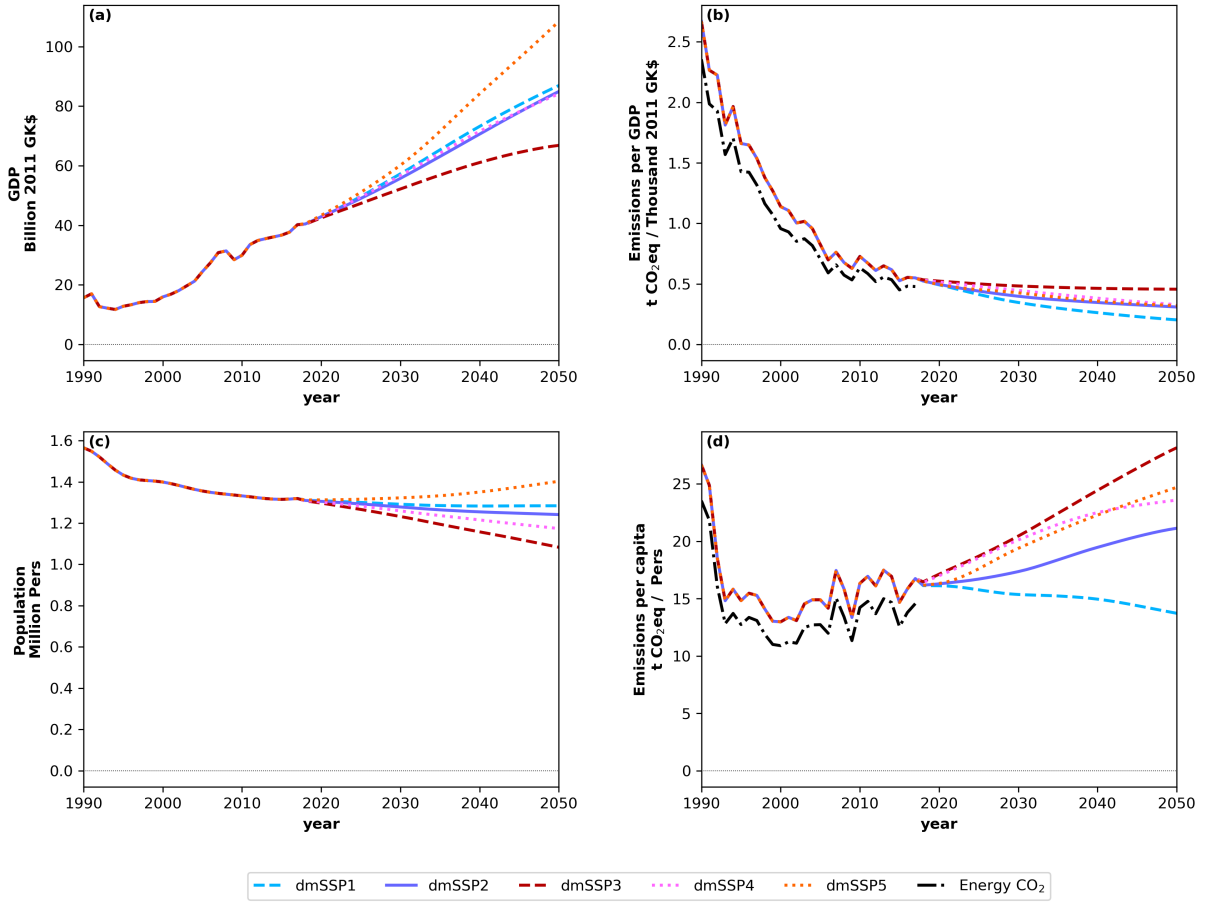 (a)
GDP
Billion 2011 GK$
100
80
60
40
20
0
1990 2000 2010 2020 2030 2040 2050
year
(b)
Emissions per GDP
t CO₂eq / Thousand 2011 GK$
2.5
2.0
1.5
1.0
0.5
0.0
1990 2000 2010 2020 2030 2040 2050
year
(c)
Population
Million Pers
1.6
1.4
1.2
1.0
0.8
0.6
0.4
0.2
0.0
1990 2000 2010 2020 2030 2040 2050
year
(d)
Emissions per capita
t CO₂eq / Pers
25
20
15
10
5
0
1990 2000 2010 2020 2030 2040 2050
year
dmSSP1 dmSSP2 dmSSP3 dmSSP4 dmSSP5 Energy CO₂